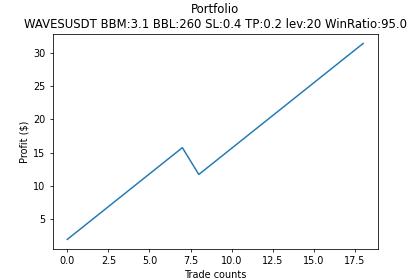 Portfolio
WAVESUSDT BBM:3.1 BBL:260 SL:0.4 TP:0.2 lev:20 WinRatio:95.0
30
25
20
15
10
5
Profit ($)
0.0 2.5 5.0 7.5 10.0 12.5 15.0 17.5
Trade counts